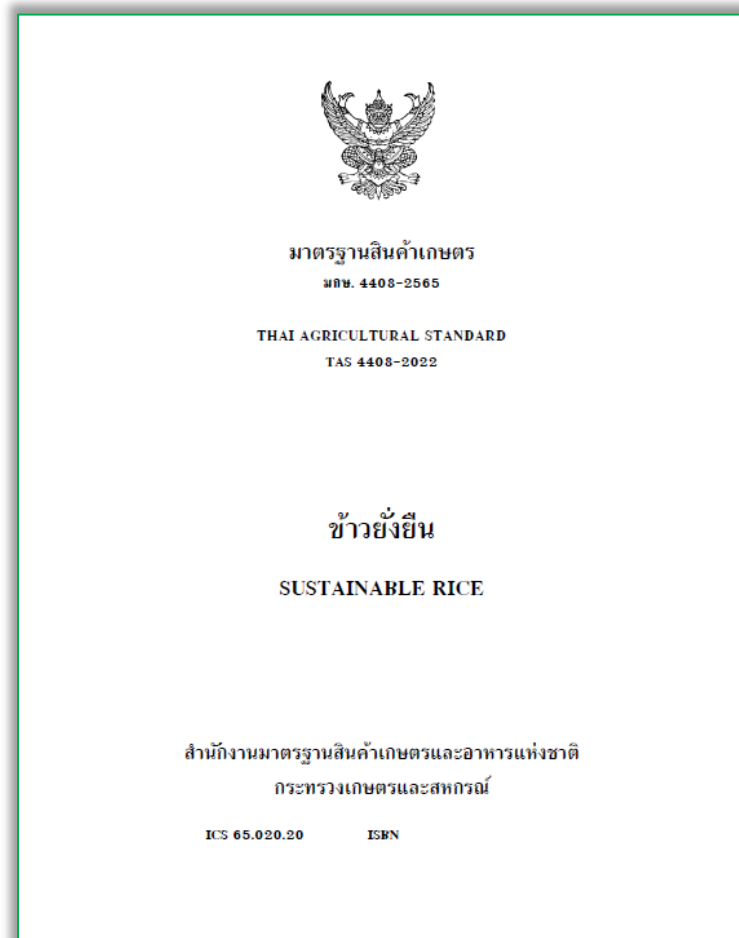 มาตรฐานสินค้าเกษตร
มกษ. 4408-2565
THAI AGRICULTURAL STANDARD
TAS 4408-2022
ข้าวยั่งยืน
SUSTAINABLE RICE
สำนักงานมาตรฐานสินค้าเกษตรและอาหารแห่งชาติ
กระทรวงเกษตรและสหกรณ์
ICS 65.020.20 ISBN